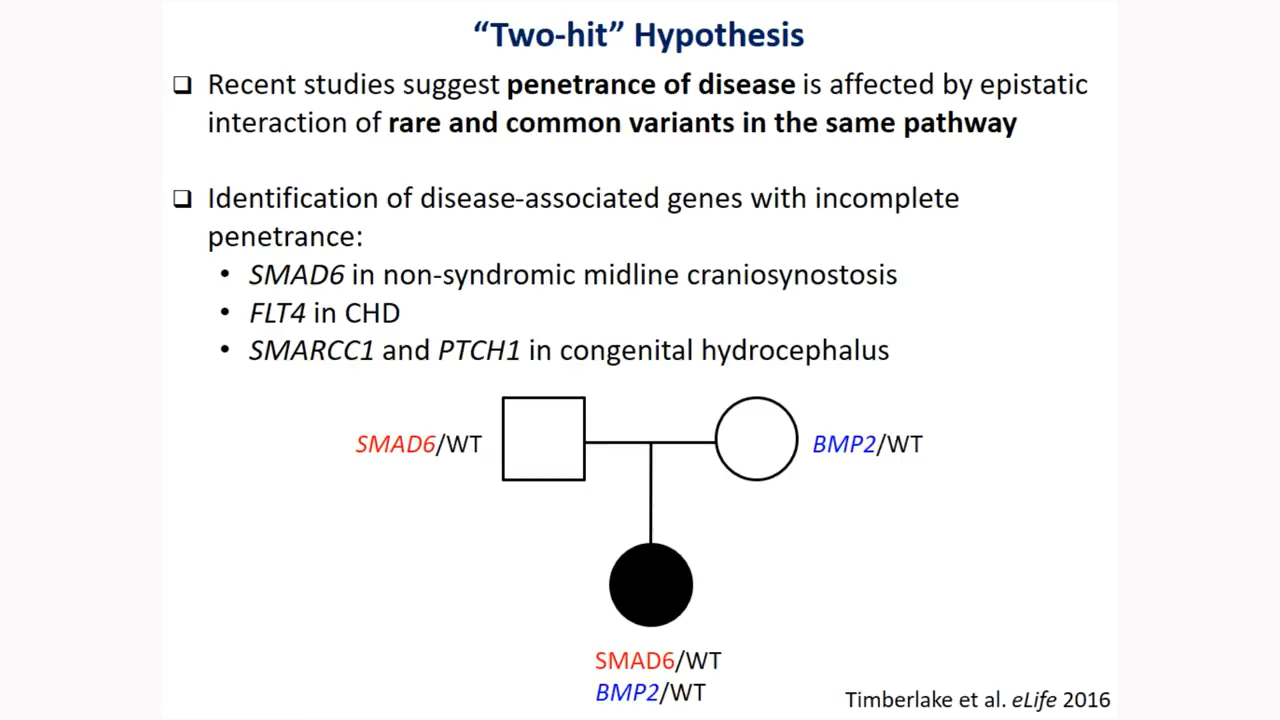 “Two-hit” Hypothesis
❑ Recent studies suggest penetrance of disease is affected by epistatic
interaction of rare and common variants in the same pathway
❑ Identification of disease-associated genes with incomplete
penetrance:
• SMAD6 in non-syndromic midline craniosynostosis
• FLT4 in CHD
• SMARCC1 and PTCH1 in congenital hydrocephalus
SMAD6/WT
BMP2/WT
SMAD6/WT
BMP2/WT
Timberlake et al. eLife 2016